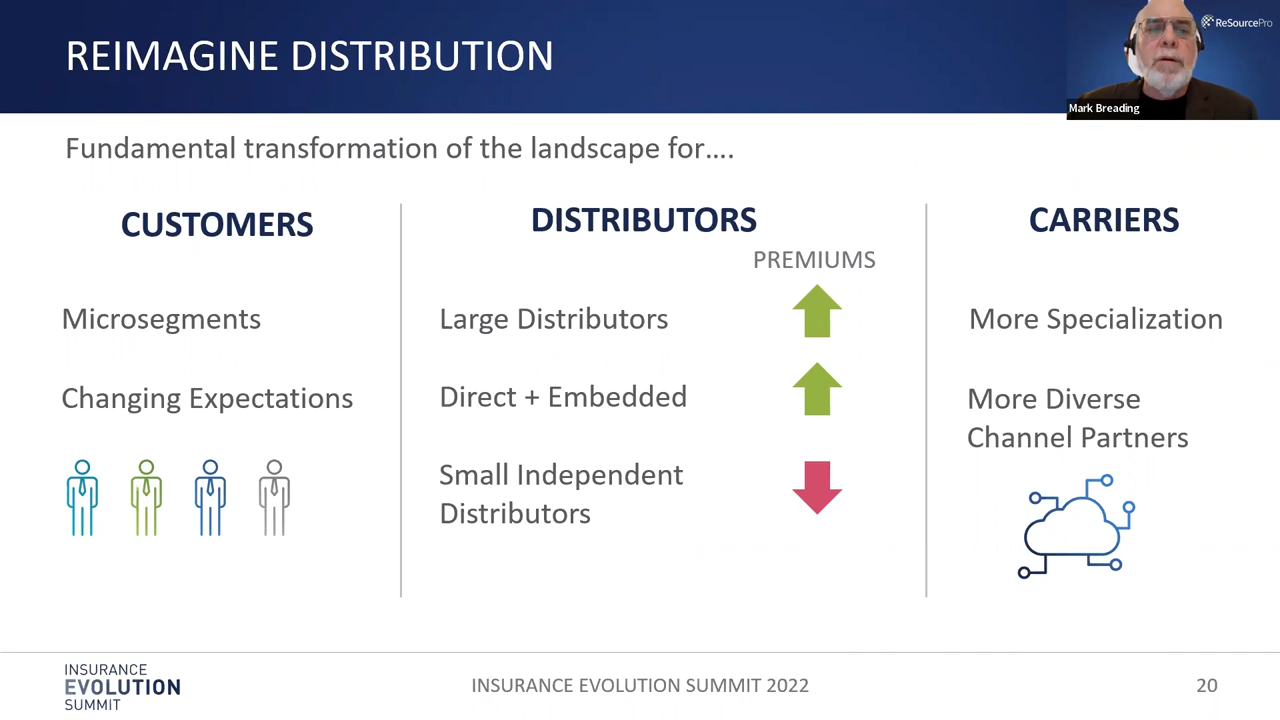 REIMAGINE DISTRIBUTION
ReSourcePro
Mark Breading
Fundamental transformation of the landscape for....
CUSTOMERS
Microsegments
Changing Expectations
DISTRIBUTORS
PREMIUMS
Large Distributors
Direct + Embedded
Small Independent
Distributors
CARRIERS
More Specialization
More Diverse
Channel Partners
INSURANCE
EVOLUTION
SUMMIT
INSURANCE EVOLUTION SUMMIT 2022
20